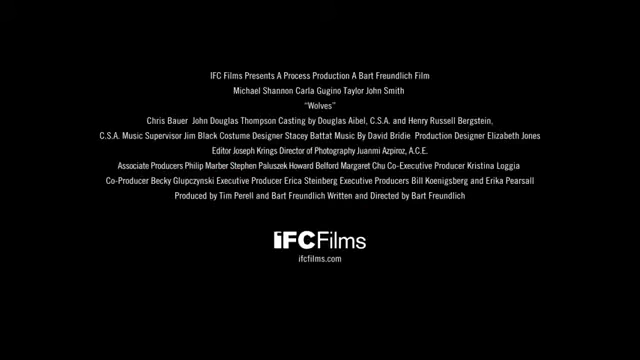 IFC Films Presents A Process Production A Bart Freundlich Film
Michael Shannon Carla Gugino Taylor John Smith
“Wolves”
Chris Bauer John Douglas Thompson Casting by Douglas Aibel, C.S.A. and Henry Russell Bergstein,
C.S.A. Music Supervisor Jim Black Costume Designer Stacey Battat Music By David Bridie Production Designer Elizabeth Jones
Editor Joseph Krings Director of Photography Juanmi Azpiroz, A.C.E.
Associate Producers Philip Marber Stephen Paluszek Howard Belford Margaret Chu Co-Executive Producer Kristina Loggia
Co-Producer Becky Glupczynski Executive Producer Erica Steinberg Executive Producers Bill Koenigsberg and Erika Pearsall
Produced by Tim Perell and Bart Freundlich Written and Directed by Bart Freundlich
IFC Films
ifcfilms.com